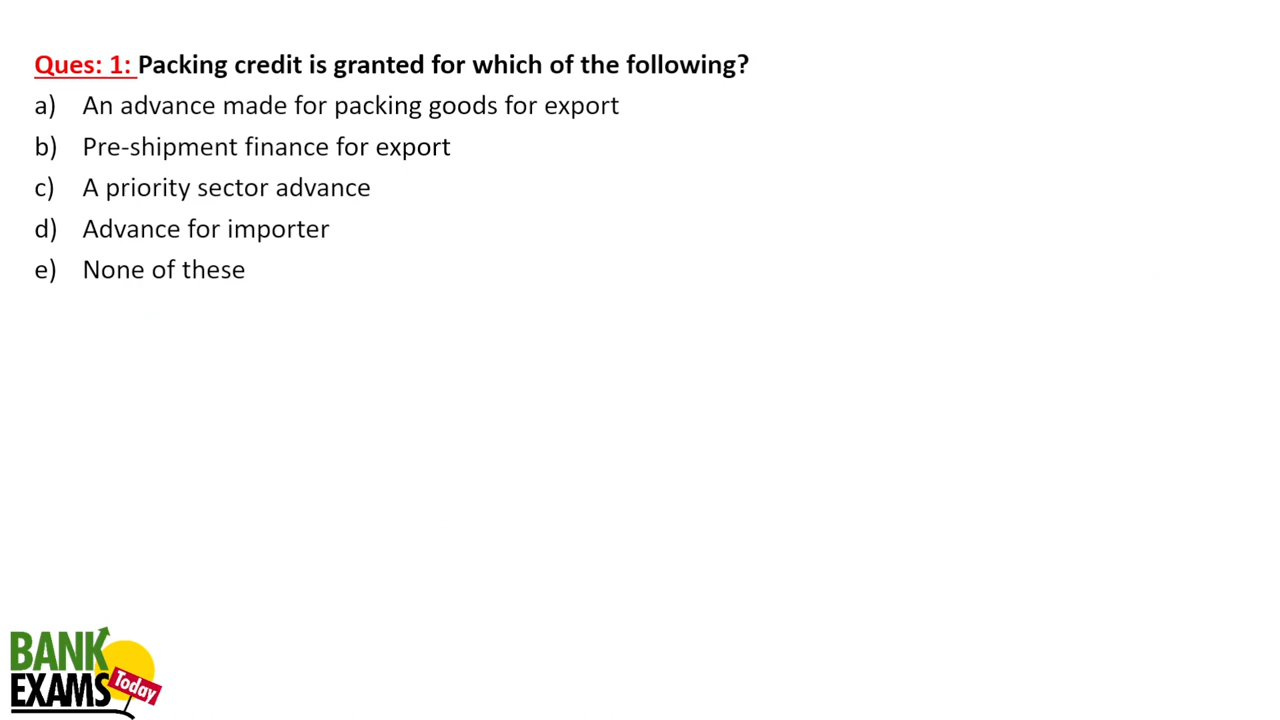 Ques: 1: Packing credit is granted for which of the following?
a) An advance made for packing goods for export
b) Pre-shipment finance for export
c) A priority sector advance
d) Advance for importer
e) None of these
BANK
EXAMS Today